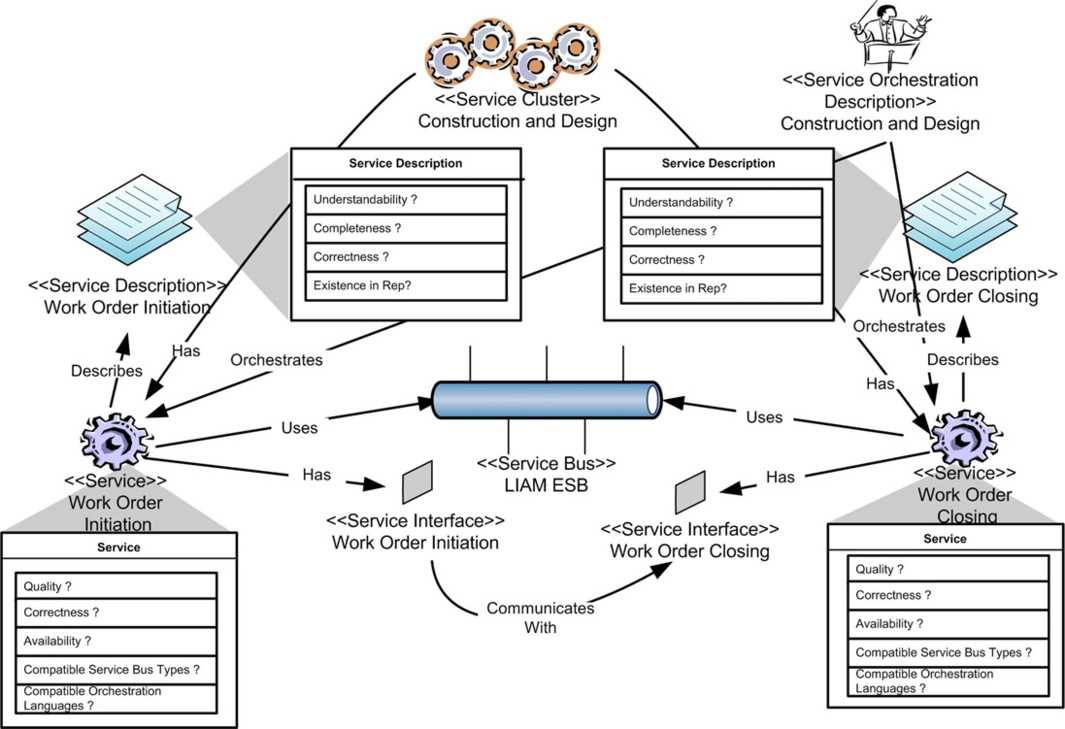 <<Service Cluster>>
Construction and Design
<<Service Orchestration
Description>>
Construction and Design
Service Description
Understandability ?
Completeness ?
Correctness ?
Existence in Rep?
Service Description
Understandability ?
Completeness ?
Correctness ?
Existence in Rep?
<<Service Description>>
Work Order Initiation
<<Service Description>>
Work Order Closing
Describes
Has
Orchestrates
Orchestrates
Describes
Has
Uses
Has
Uses
Has
<<Service Bus>>
LIAM ESB
<<Service>>
Work Order
Initiation
<<Service Interface>>
Work Order Initiation
<<Service Interface>>
Work Order Closing
<<Service>>
Work Order
Closing
Communicates
With
Service
Quality ?
Correctness ?
Availability ?
Compatible Service Bus Types ?
Compatible Orchestration
Languages ?
Service
Quality ?
Correctness ?
Availability ?
Compatible Service Bus Types ?
Compatible Orchestration
Languages ?